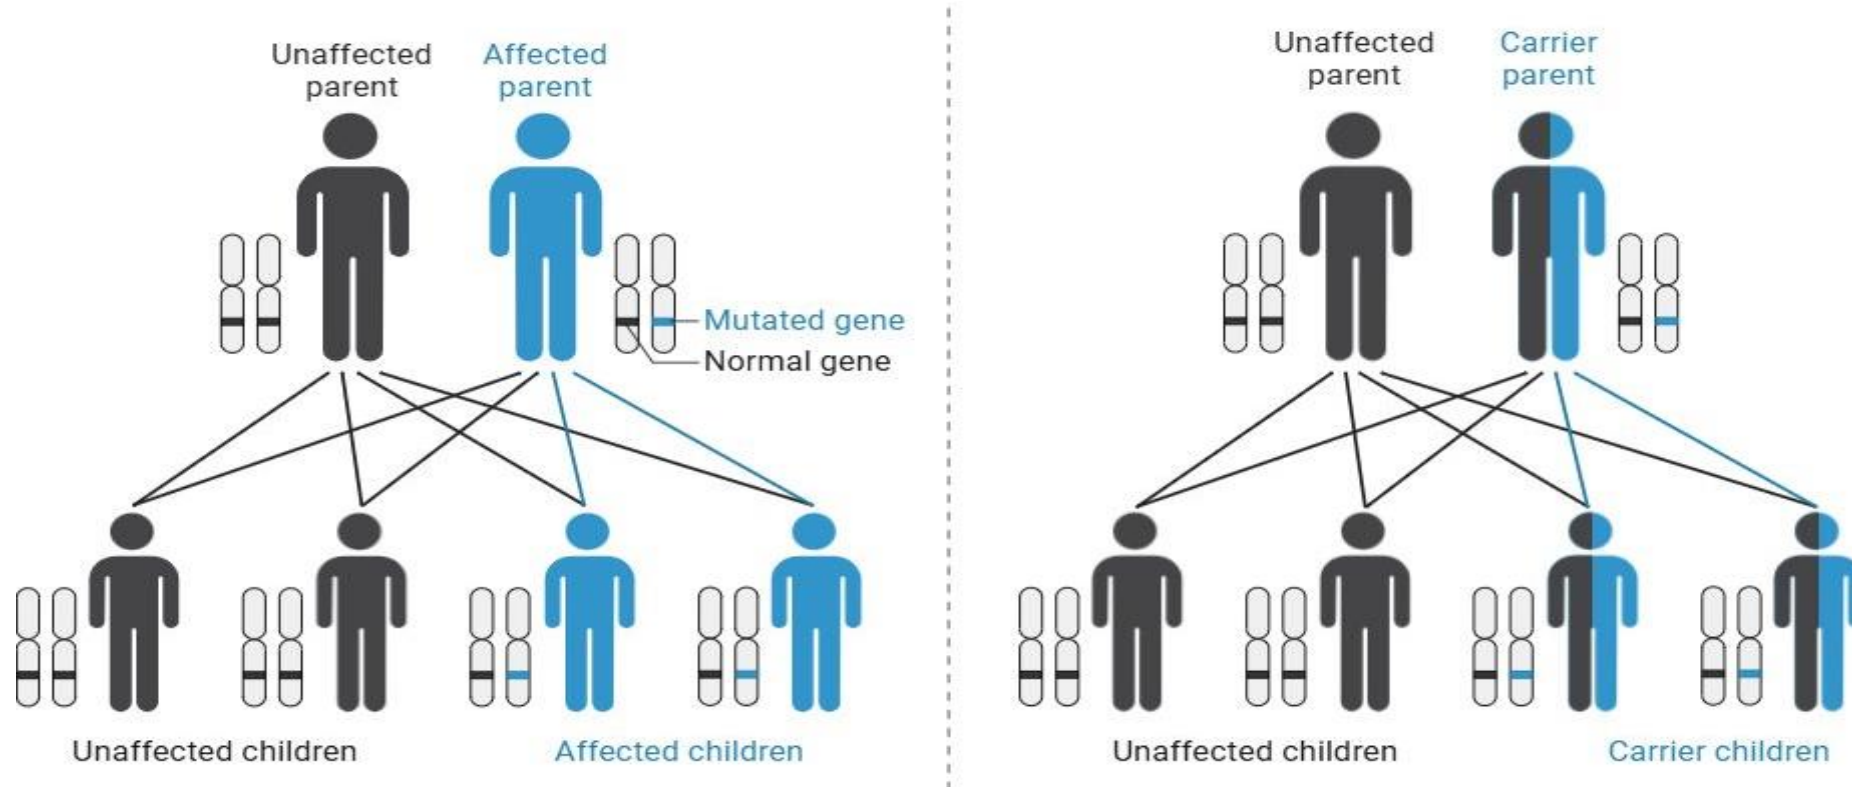 Unaffected
parent
Affected
parent
Mutated gene
Normal gene
Unaffected children
Affected children
Unaffected
parent
Carrier
parent
Unaffected children
Carrier children